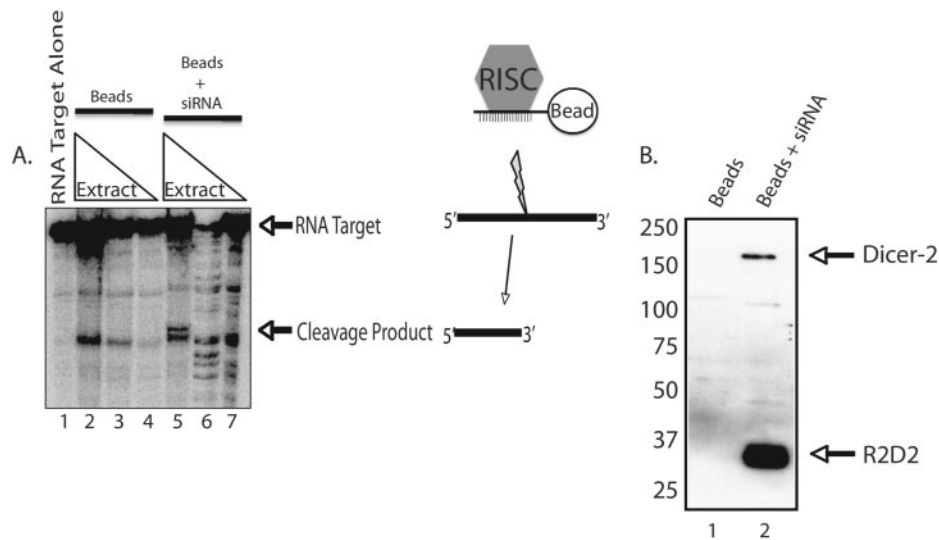 A.
RNA Target Alone
Beads
Beads
+
siRNA
Extract
Extract
RNA Target
Cleavage Product
1 2 3 4 5 6 7
RISC
Bead
5' 3'
5' 3'
B.
Beads
Beads + siRNA
250
150
100
75
50
37
25
Dicer-2
R2D2
1 2